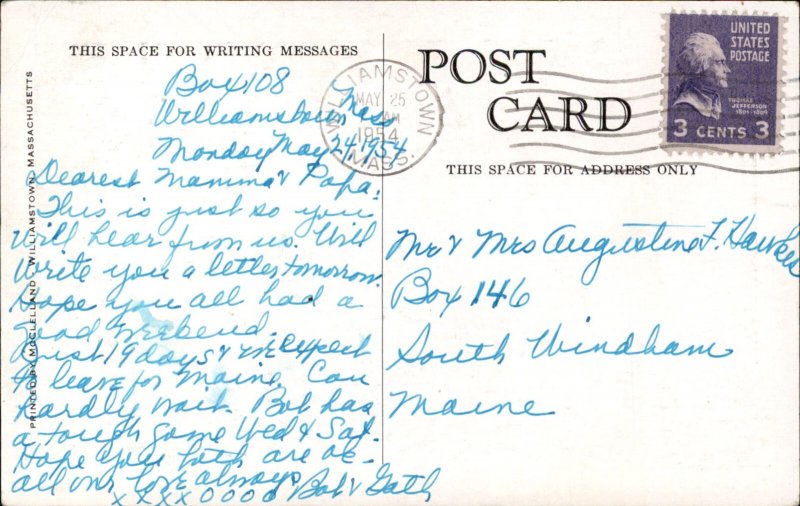 THIS SPACE FOR WRITING MESSAGES
Box 108
Williamstown, Mass
Monday May 24, 1954
Dearest Mamma & Papa:
This is just so you
will hear from us. Will
write you a letter tomorrow.
Hope you all had a
good weekend.
Just 19 days & we expect
to leave for Maine. Can
hardly wait. Bob has
a tough game Wed & Sat.
Hope you both are ok -
all our love always
xxxxoooo Bob &
PRINTED BY MCCLELLAND - WILLIAMSTOWN, MASSACHUSETTS
POST
CARD
THIS SPACE FOR ADDRESS ONLY
WILLIAMSTOWN
MAY 25
AM
1954
MASS.
UNITED
STATES
POSTAGE
THOMAS
JEFFERSON
1801-1809
3 CENTS 3
Mr & Mrs Augustine F. Hawkes
Box 146
South Windham
Maine